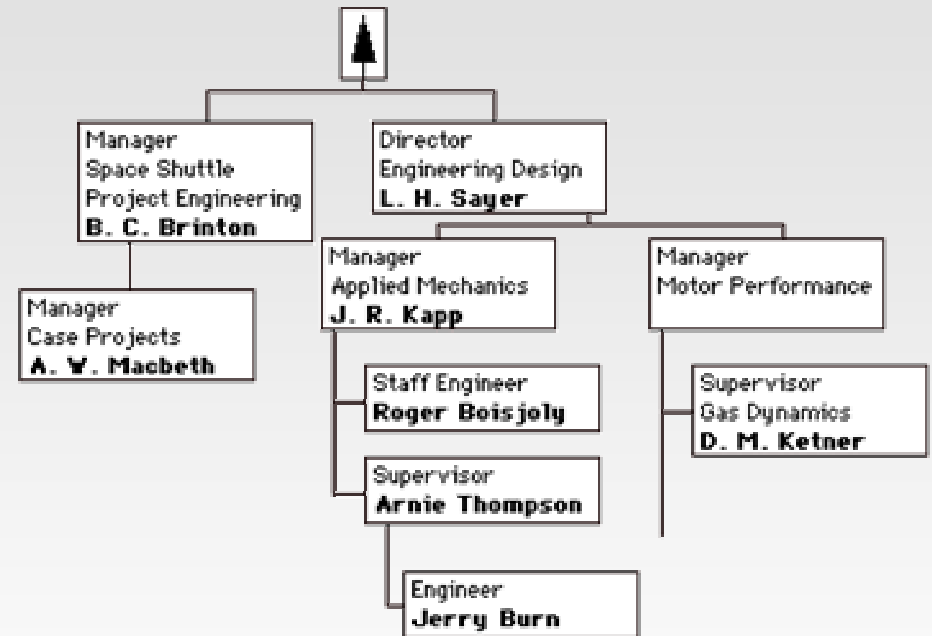 Manager
Space Shuttle
Project Engineering
B. C. Brinton
Director
Engineering Design
L. H. Sayer
Manager
Case Projects
A. W. Macbeth
Manager
Applied Mechanics
J. R. Kapp
Manager
Motor Performance
Staff Engineer
Roger Boisjoly
Supervisor
Gas Dynamics
D. M. Ketner
Supervisor
Arnie Thompson
Engineer
Jerry Burn